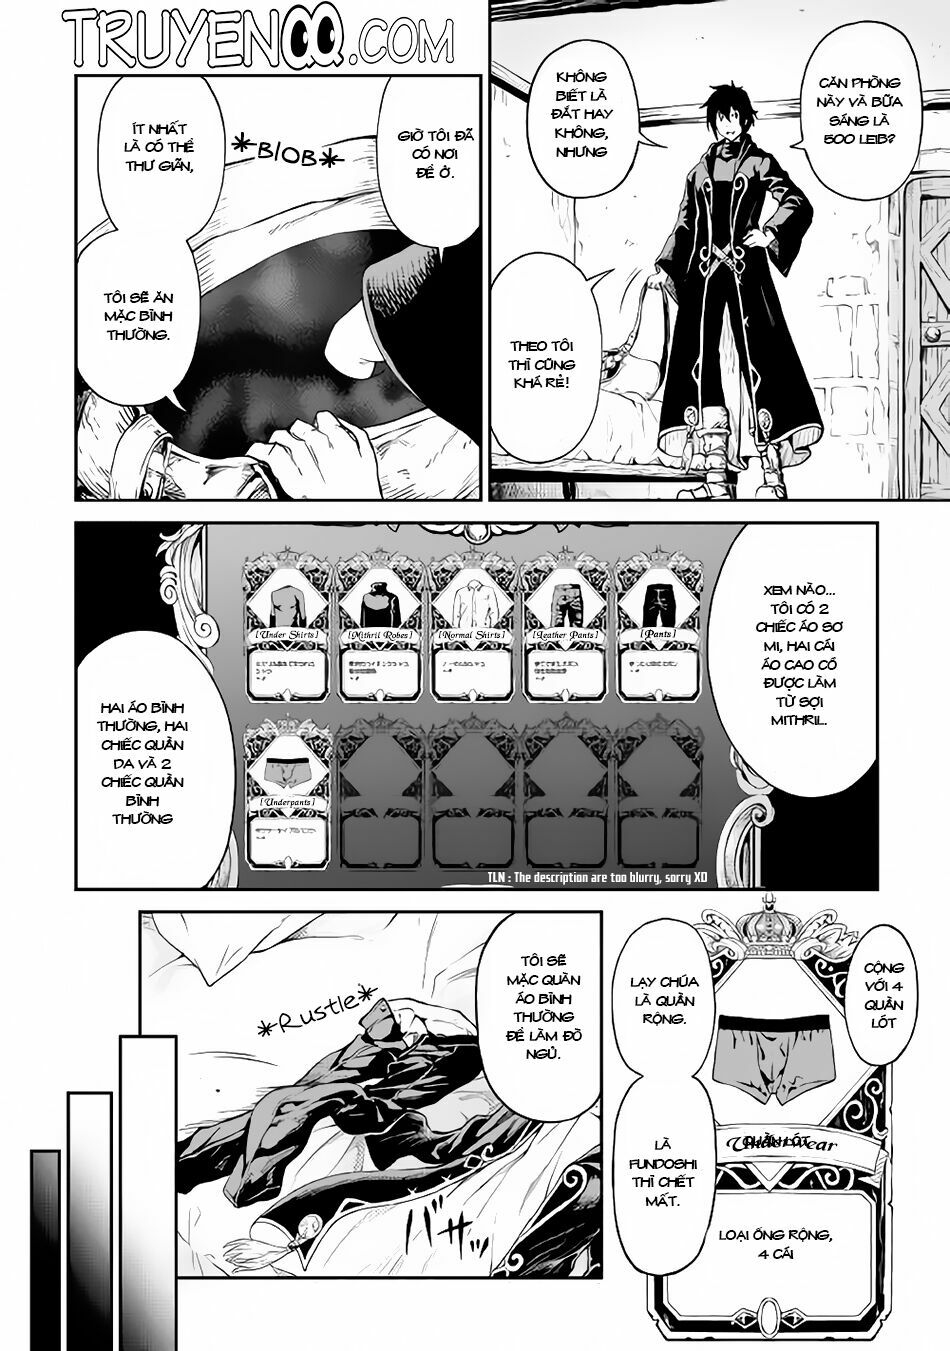 TRUYENQQ.COM
CĂN PHÒNG
NÀY VÀ BỮA
SÁNG LÀ
500 LEIB?
KHÔNG
BIẾT LÀ
ĐẮT HAY
KHÔNG,
NHƯNG
THEO TÔI
THÌ CŨNG
KHÁ RẺ!
GIỜ TÔI ĐÃ
CÓ NƠI
ĐỂ Ở.
*BlOB*
ÍT NHẤT
LÀ CÓ THỂ
THƯ GIÃN,
TÔI SẼ ĂN
MẶC BÌNH
THƯỜNG.
XEM NÀO...
TÔI CÓ 2
CHIẾC ÁO SƠ
MI, HAI CÁI
ÁO CAO CỔ
ĐƯỢC LÀM
TỪ SỢI
MITHRIL..
[Under Shirts]
[Mithril Robes]
[Normal Shirts]
[Leather Pants]
[Pants]
[Underpants]
HAI ÁO BÌNH
THƯỜNG, HAI
CHIẾC QUẦN
DA VÀ 2
CHIẾC QUẦN
BÌNH
THƯỜNG
TLN : The description are too blurry, sorry XD
CỘNG
VỚI 4
QUẦN
LÓT
LẠY CHÚA
LÀ QUẦN
RỘNG.
LÀ
FUNDOSHI
THÌ CHẾT
MẤT.
QUẦN LÓT
Underwear
LOẠI ỐNG RỘNG,
4 CÁI
TÔI SẼ
MẶC QUẦN
ÁO BÌNH
THƯỜNG
ĐỂ LÀM ĐỒ
NGỦ.
*Rustle*
バサッ